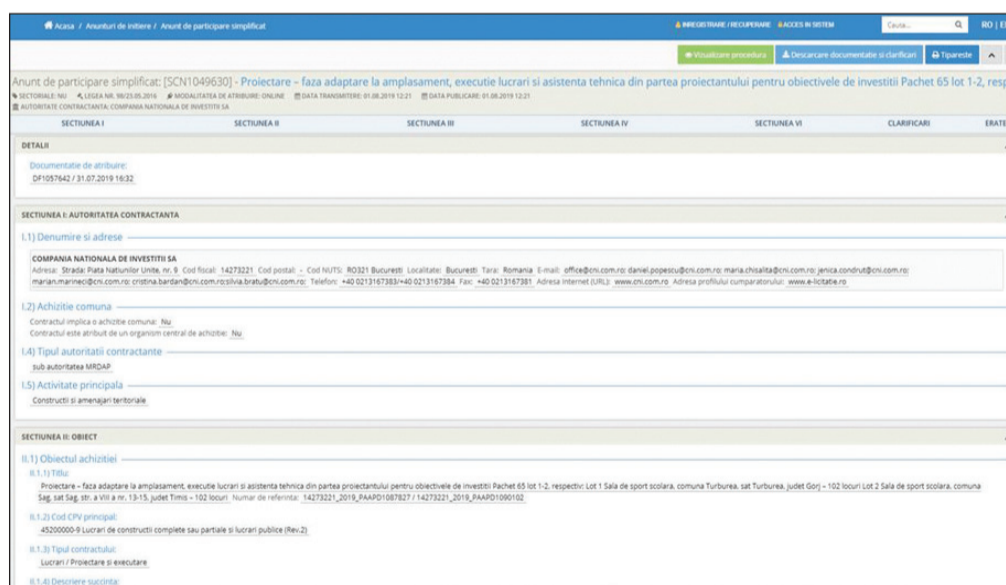 Acasa / Anunturi de initiere / Anunt de participare simplificat
INREGISTRARE / RECUPERARE ACCES IN SISTEM
Cauta...
RO |
Vizualizare procedura
Descarcare documentatie si clarificari
Tipareste
Anunt de participare simplificat: [SCN1049630] - Proiectare – faza adaptare la amplasament, executie lucrari si asistenta tehnica din partea proiectantului pentru obiectivele de investitii Pachet 65 lot 1-2, resp
SECTORIALE: NU LEGEA NR. 98/23.05.2016 MODALITATEA DE ATRIBUIRE: ONLINE DATA TRANSMITERE: 01.08.2019 12:21 DATA PUBLICARE: 01.08.2019 12:21
AUTORITATE CONTRACTANTA: COMPANIA NATIONALA DE INVESTITII SA
SECTIUNEA I SECTIUNEA II SECTIUNEA III SECTIUNEA IV SECTIUNEA VI CLARIFICARI ERATE
DETALII
Documentatie de atribuire:
DF1057642 / 31.07.2019 16:32
SECTIUNEA I: AUTORITATEA CONTRACTANTA
I.1) Denumire si adrese
COMPANIA NATIONALA DE INVESTITII SA
Adresa: Strada: Piata Natiunilor Unite, nr. 9 Cod fiscal: 14273221 Cod postal: - Cod NUTS: RO321 Bucuresti Localitate: Bucuresti Tara: Romania E-mail: office@cni.com.ro; daniel.popescu@cni.com.ro; maria.chisalita@cni.com.ro; jenica.condrut@cni.com.ro;
marian.marineci@cni.com.ro; cristina.bardan@cni.com.ro;silvia.bratu@cni.com.ro; Telefon: +40 0213167383/+40 0213167384 Fax: +40 0213167381 Adresa Internet (URL): www.cni.com.ro Adresa profilului cumparatorului: www.e-licitatie.ro
I.2) Achizitie comuna
Contractul implica o achizitie comuna: Nu
Contractul este atribuit de un organism central de achizitie: Nu
I.4) Tipul autoritatii contractante
sub autoritatea MRDAP
I.5) Activitate principala
Constructii si amenajari teritoriale
SECTIUNEA II: OBIECT
II.1) Obiectul achizitiei
II.1.1) Titlu:
Proiectare – faza adaptare la amplasament, executie lucrari si asistenta tehnica din partea proiectantului pentru obiectivele de investitii Pachet 65 lot 1-2, respectiv: Lot 1 Sala de sport scolara, comuna Turburea, sat Turburea, judet Gorj – 102 locuri Lot 2 Sala de sport scolara, comuna
Sag, sat Sag, str. a VIII a nr. 13-15, judet Timis – 102 locuri Numar de referinta: 14273221_2019_PAAPD1087827 / 14273221_2019_PAAPD1090102
II.1.2) Cod CPV principal:
45200000-9 Lucrari de constructii complete sau partiale si lucrari publice (Rev.2)
II.1.3) Tipul contractului:
Lucrari / Proiectare si executare
II.1.4) Descriere succinta: